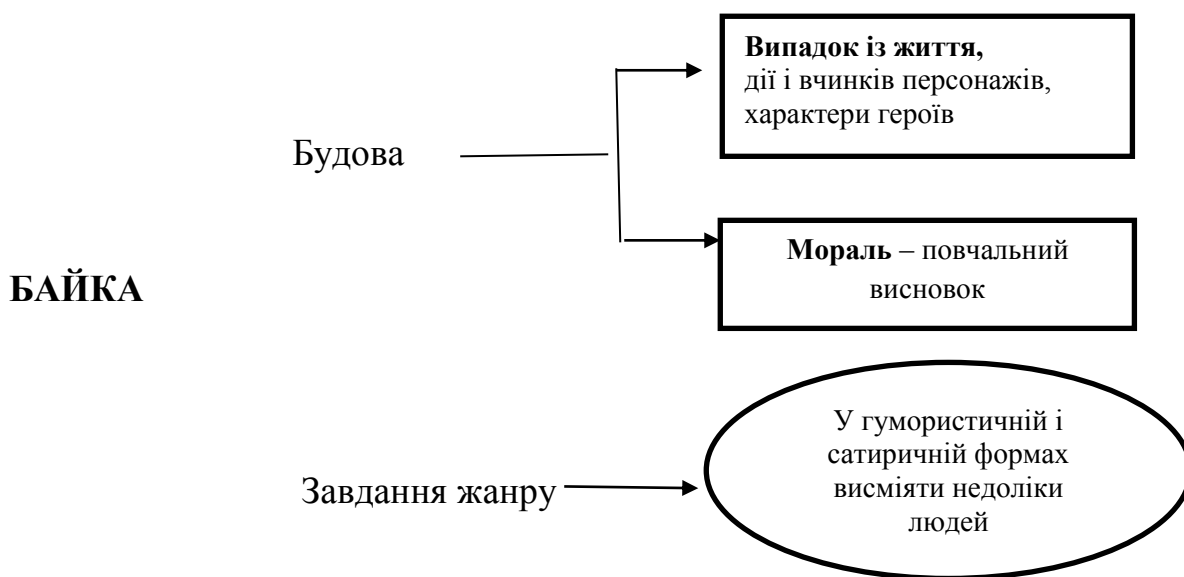 Випадок із життя,
дії і вчинків персонажів,
характери героїв
Будова
Мораль – повчальний
висновок
БАЙКА
У гумористичній і
сатиричній формах
висміяти недоліки
людей
Завдання жанру